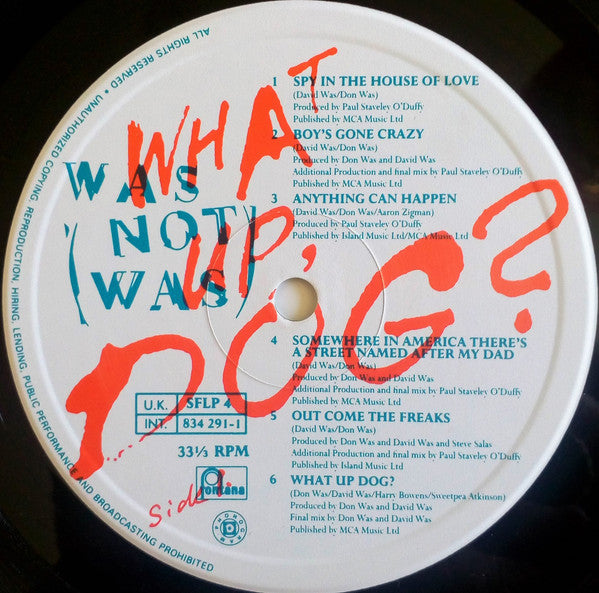 ALL RIGHTS RESERVED • UNAUTHORIZED COPYING, REPRODUCTION, HIRING, LENDING, PUBLIC PERFORMANCE AND BROADCASTING PROHIBITED
WHAT
UP,
DOG?
WAS
(NOT
WAS)
1 SPY IN THE HOUSE OF LOVE
(David Was/Don Was)
Produced by Paul Staveley O'Duffy
Published by MCA Music Ltd
2 BOY'S GONE CRAZY
(David Was/Don Was)
Produced by Don Was and David Was
Additional Production and final mix by Paul Staveley O'Duffy
Published by MCA Music Ltd
3 ANYTHING CAN HAPPEN
(David Was/Don Was/Aaron Zigman)
Produced by Paul Staveley O'Duffy
Published by Island Music Ltd/MCA Music Ltd
4 SOMEWHERE IN AMERICA THERE'S
A STREET NAMED AFTER MY DAD
(David Was/Don Was)
Produced by Don Was and David Was
Additional Production and final mix by Paul Staveley O'Duffy
Published by MCA Music Ltd
5 OUT COME THE FREAKS
(David Was/Don Was)
Produced by Don Was and David Was and Steve Salas
Additional Production and final mix by Paul Staveley O'Duffy
Published by Island Music Ltd
6 WHAT UP DOG?
(Don Was/David Was/Harry Bowens/Sweetpea Atkinson)
Produced by Don Was and David Was
Final mix by Don Was and David Was
Published by MCA Music Ltd
U.K. SFLP 4
INT. 834 291-1
33⅓ RPM
Side 1.
fontana
PHONOGRAM